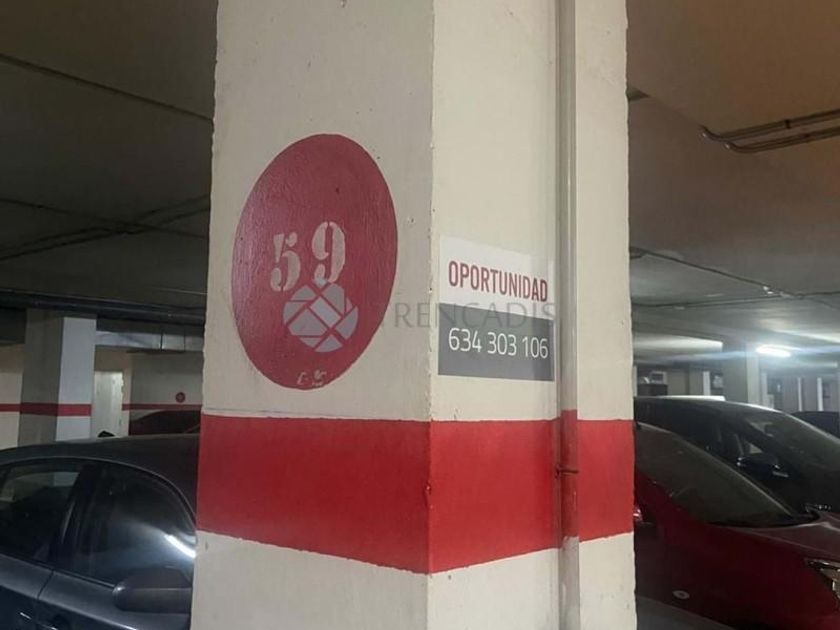 59
OPORTUNIDAD
TRENCADIS
634 303 106